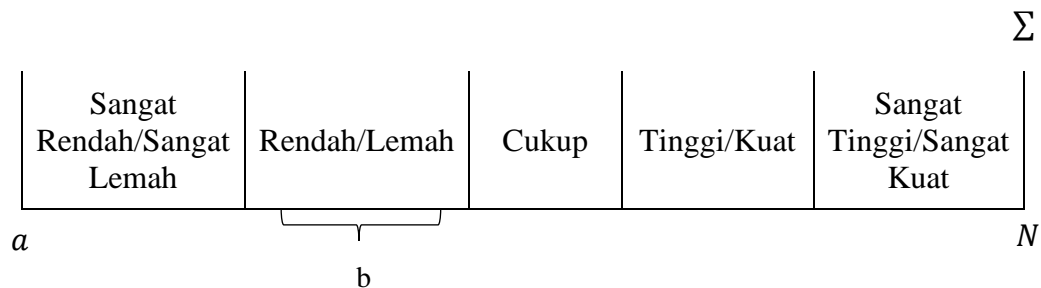 ∑
Sangat
Rendah/Sangat
Lemah
Rendah/Lemah
Cukup
Tinggi/Kuat
Sangat
Tinggi/Sangat
Kuat
a
N
b